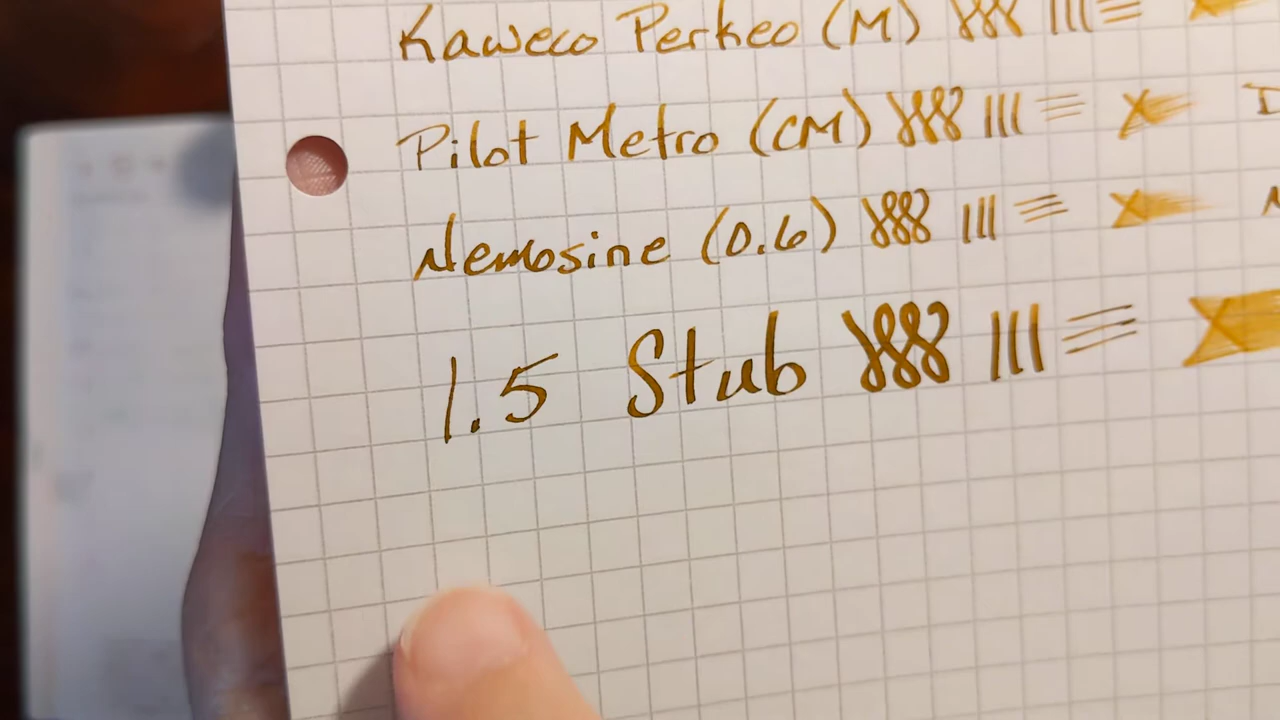 Kaweco Perkeo (M)
Pilot Metro (CM)
Nemosine (0.6)
1.5 Stub